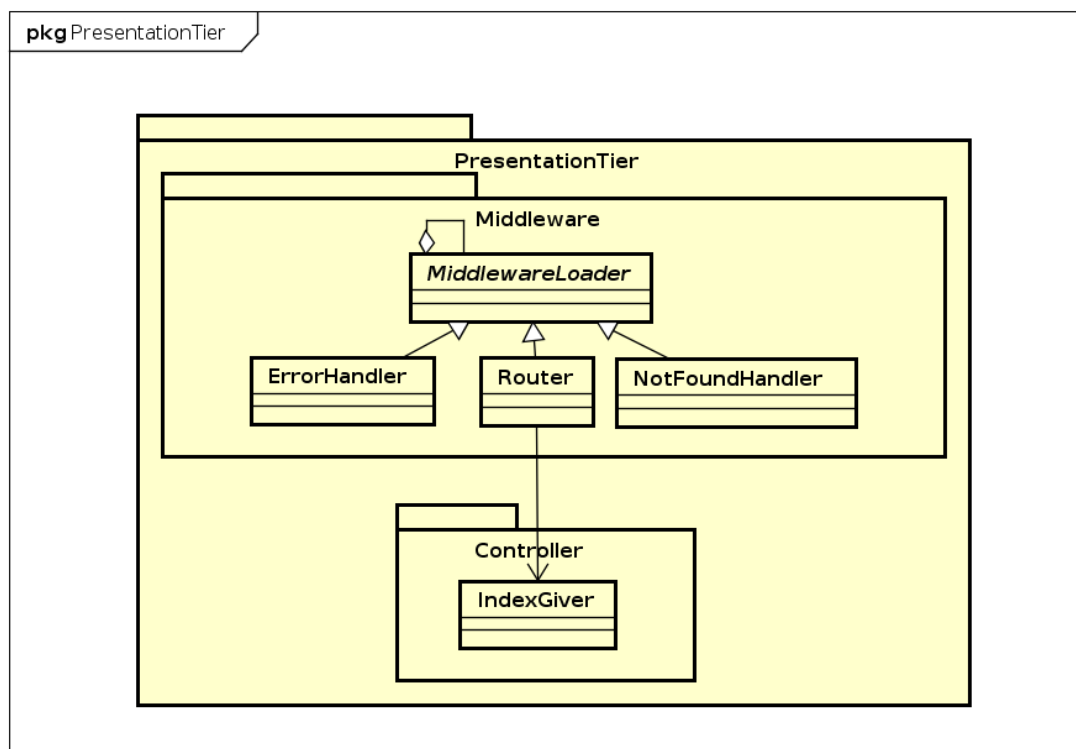 pkg PresentationTier
PresentationTier
Middleware
MiddlewareLoader
ErrorHandler
Router
NotFoundHandler
Controller
IndexGiver